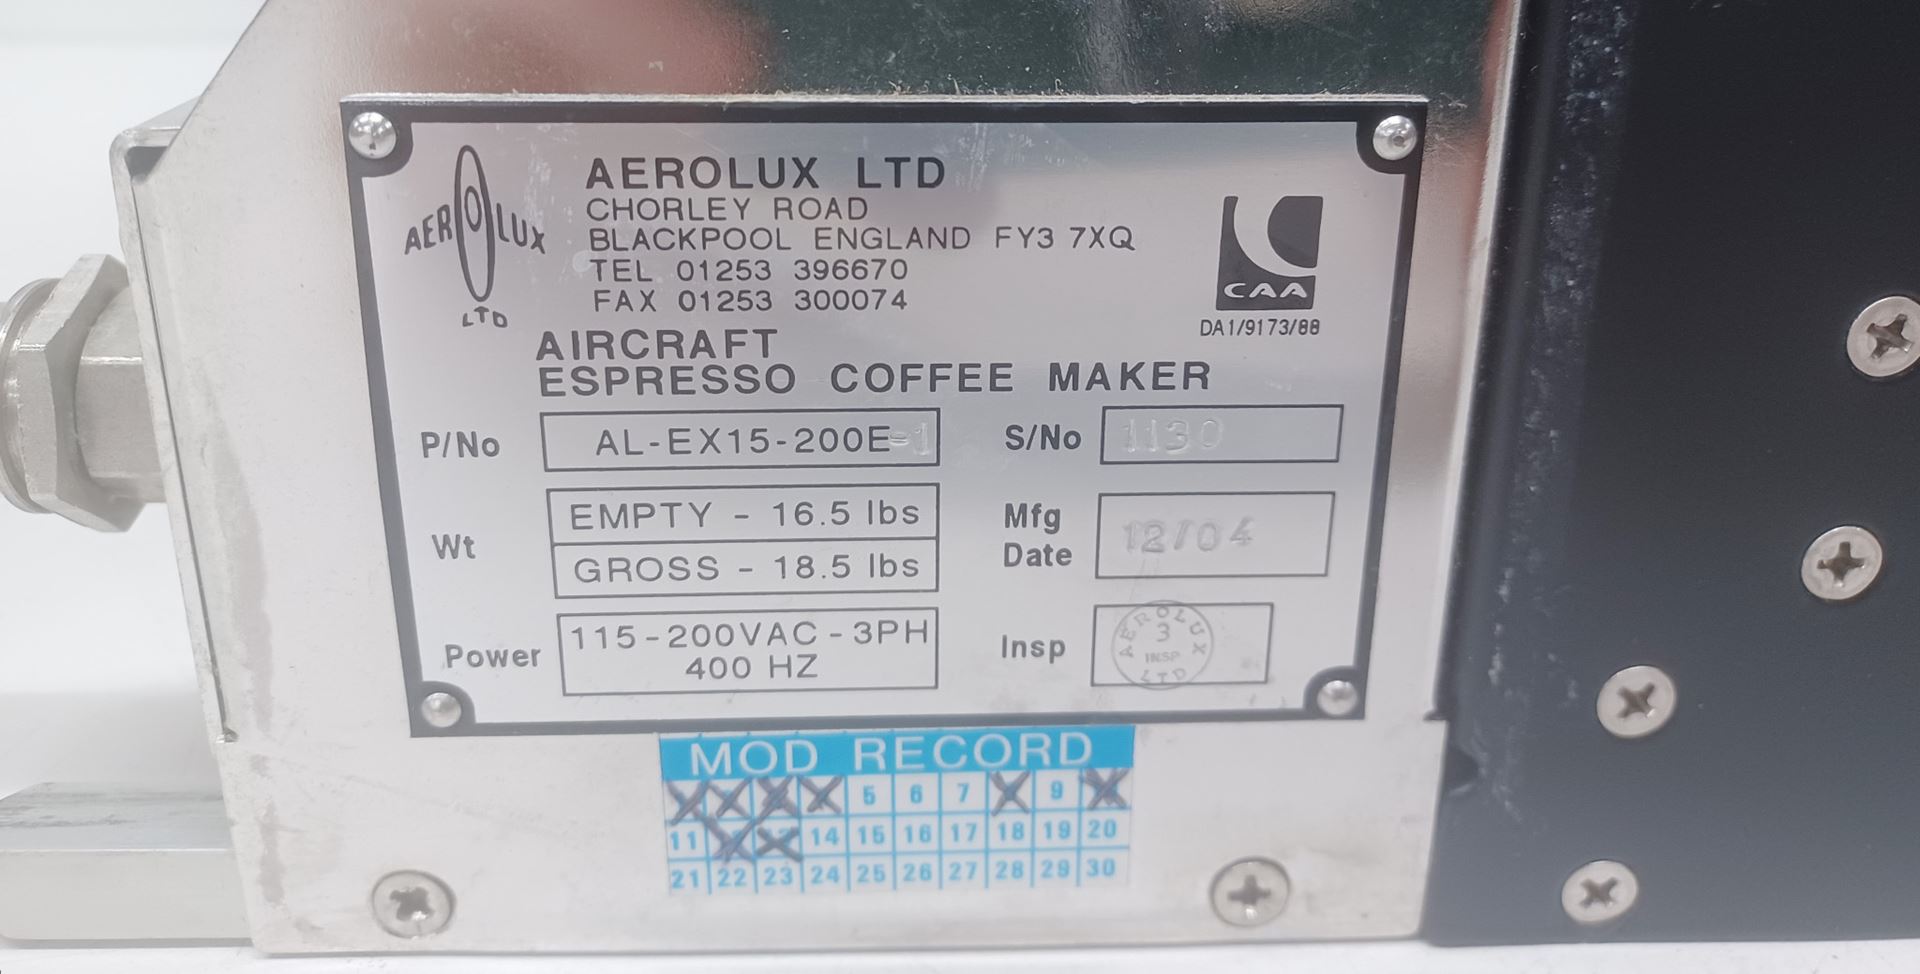 AEROLUX
LTD
AEROLUX LTD
CHORLEY ROAD
BLACKPOOL ENGLAND FY3 7XQ
TEL 01253 396670
FAX 01253 300074
CAA
DA1/9173/88
AIRCRAFT
ESPRESSO COFFEE MAKER
P/No AL-EX15-200E-1
S/No 1130
Wt EMPTY - 16.5 lbs
GROSS - 18.5 lbs
Mfg
Date 12/04
Power 115-200VAC-3PH
400 HZ
Insp AEROLUX LTD
3
INSP
MOD RECORD
5 6 7 9
11 14 15 16 17 18 19 20
21 22 23 24 25 26 27 28 29 30